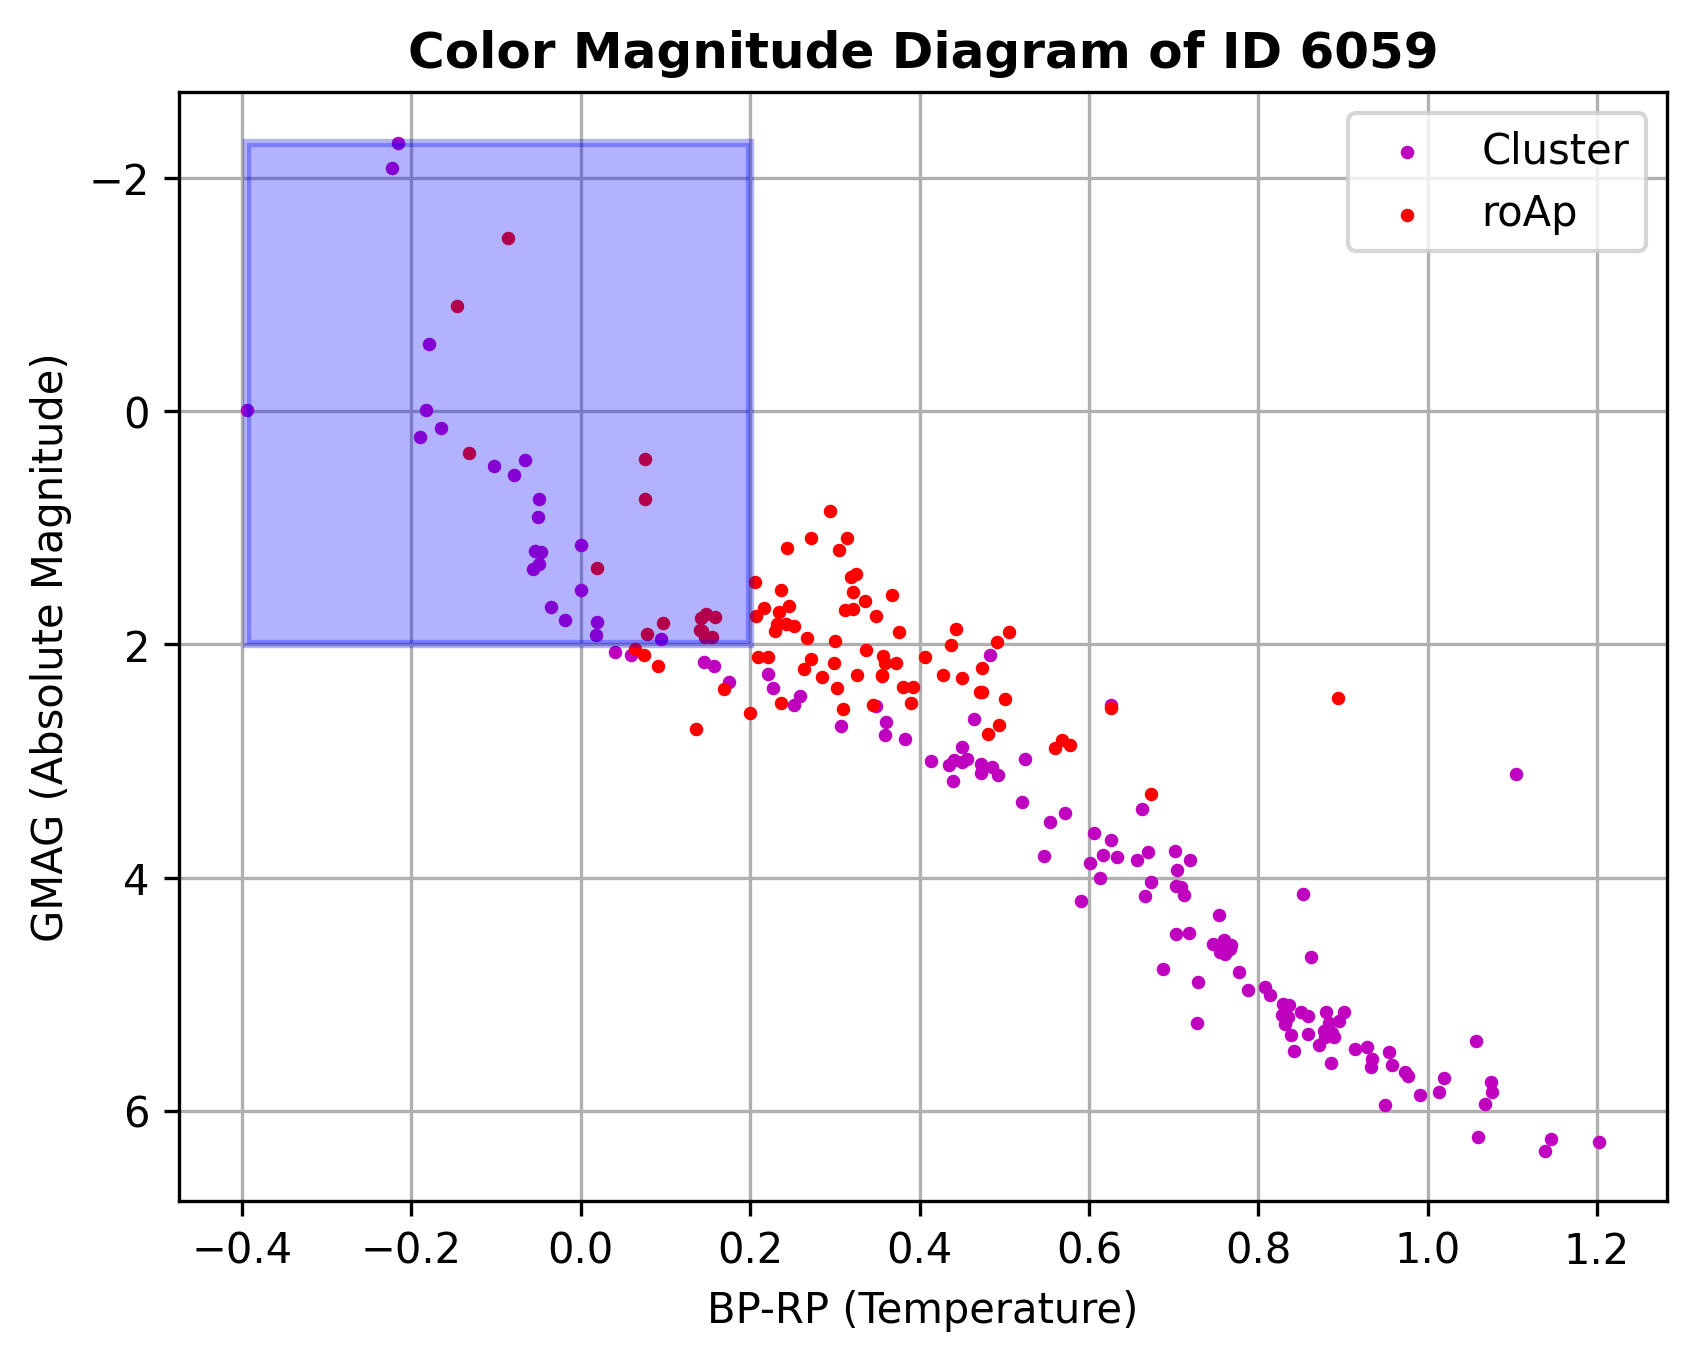 Color Magnitude Diagram of ID 6059
Cluster
roAp
GMAG (Absolute Magnitude)
−2
0
2
4
6
−0.4 −0.2 0.0 0.2 0.4 0.6 0.8 1.0 1.2
BP-RP (Temperature)